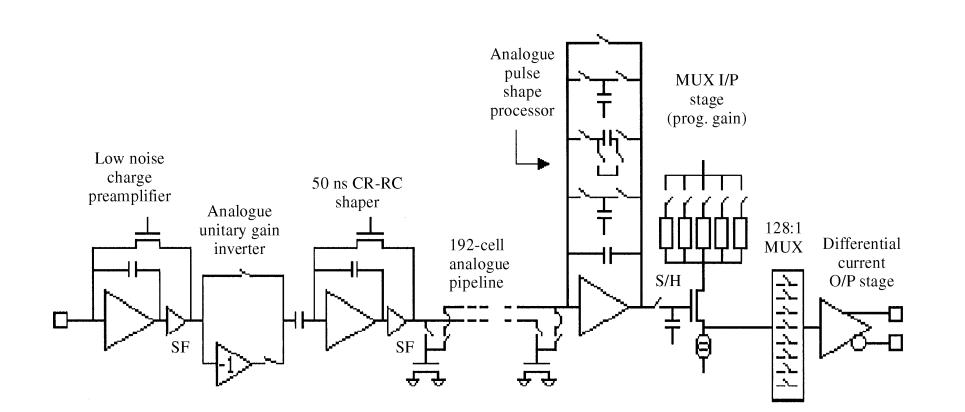 Analogue
pulse
shape
processor
MUX I/P
stage
(prog. gain)
Low noise
charge
preamplifier
Analogue
unitary gain
inverter
50 ns CR-RC
shaper
192-cell
analogue
pipeline
S/H
128:1
MUX
Differential
current
O/P stage
SF
-1
SF